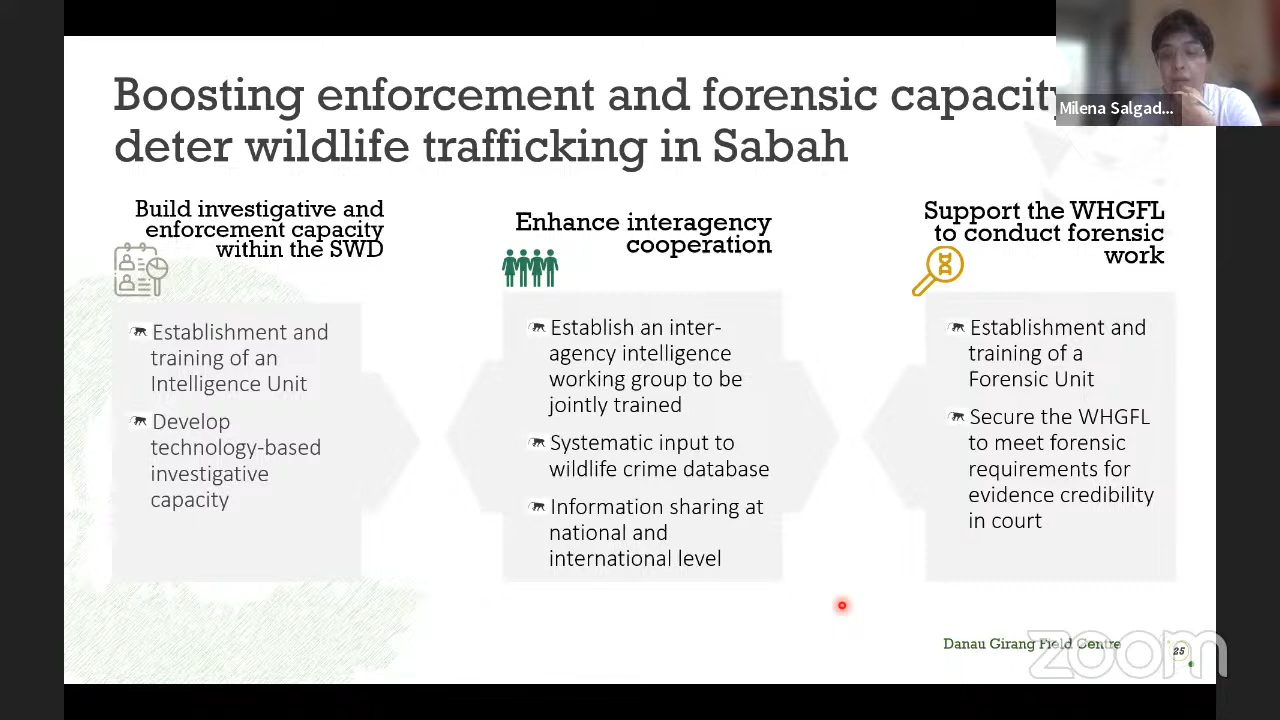 Boosting enforcement and forensic capacity
deter wildlife trafficking in Sabah
Milena Salgad...
Build investigative and
enforcement capacity
within the SWD
Establishment and
training of an
Intelligence Unit
Develop
technology-based
investigative
capacity
Enhance interagency
cooperation
Establish an inter-
agency intelligence
working group to be
jointly trained
Systematic input to
wildlife crime database
Information sharing at
national and
international level
Support the WHGFL
to conduct forensic
work
Establishment and
training of a
Forensic Unit
Secure the WHGFL
to meet forensic
requirements for
evidence credibility
in court
Danau Girang Field Centre
zoom
25